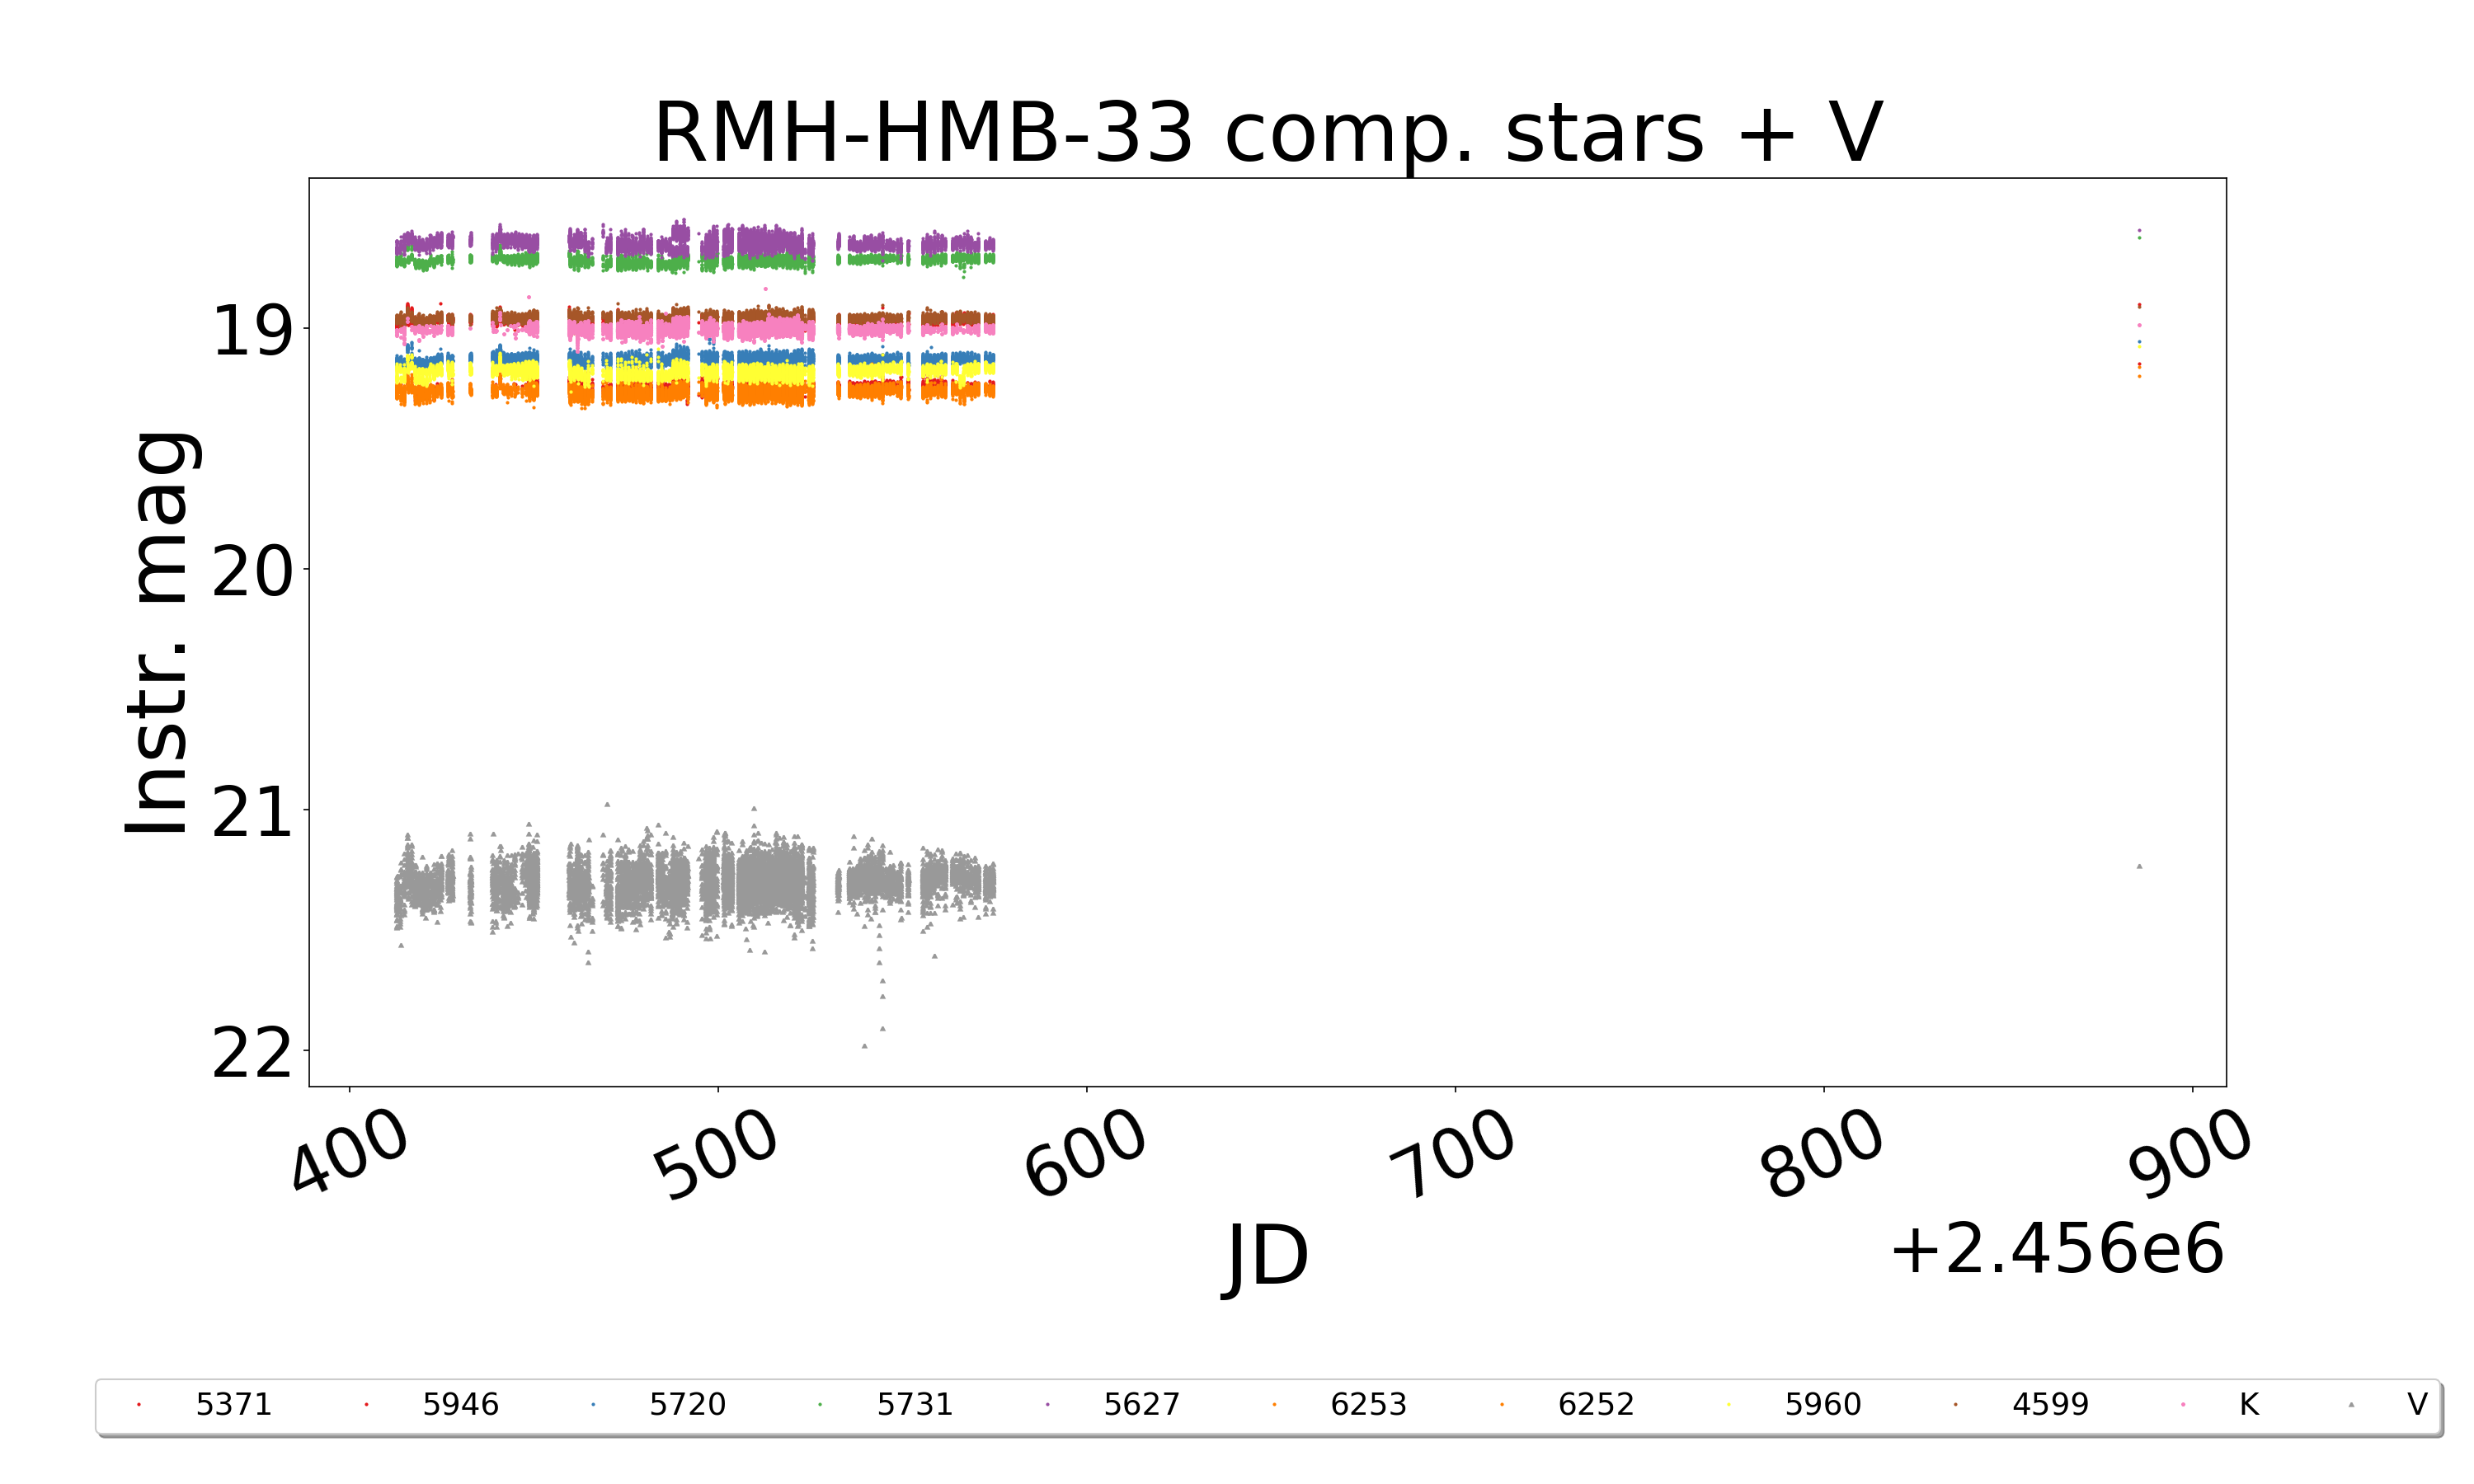 RMH-HMB-33 comp. stars + V
Instr. mag
19
20
21
22
400 500 600 700 800 900
JD
+2.456e6
5371 5946 5720 5731 5627 6253 6252 5960 4599 K V